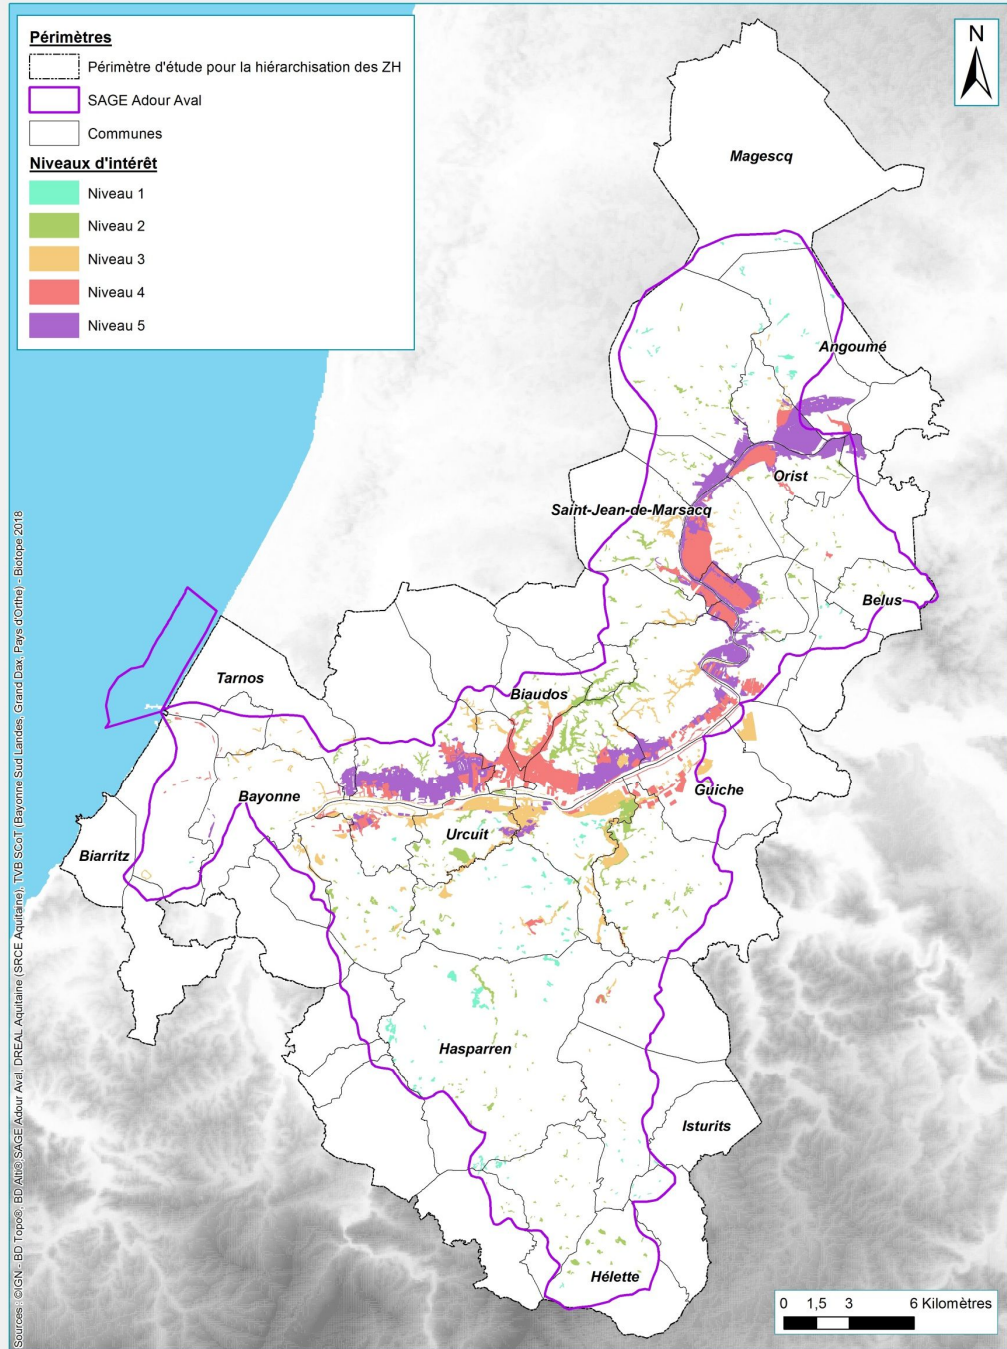 Périmètres
Périmètre d'étude pour la hiérarchisation des ZH
SAGE Adour Aval
Communes
Niveaux d'intérêt
Niveau 1
Niveau 2
Niveau 3
Niveau 4
Niveau 5
N
Magescq
Angoumé
Orist
Saint-Jean-de-Marsacq
Belus
Tarnos
Biaudos
Guiche
Bayonne
Urcuit
Biarritz
Hasparren
Isturits
Hélette
0 1,5 3 6 Kilomètres
Sources : ©IGN - BD Topo®, BD Alti®,SAGE Adour Aval, DREAL Aquitaine (SRCE Aquitaine), TVB SCoT (Bayonne Sud Landes, Grand Dax, Pays d'Orthe) - Biotope 2018